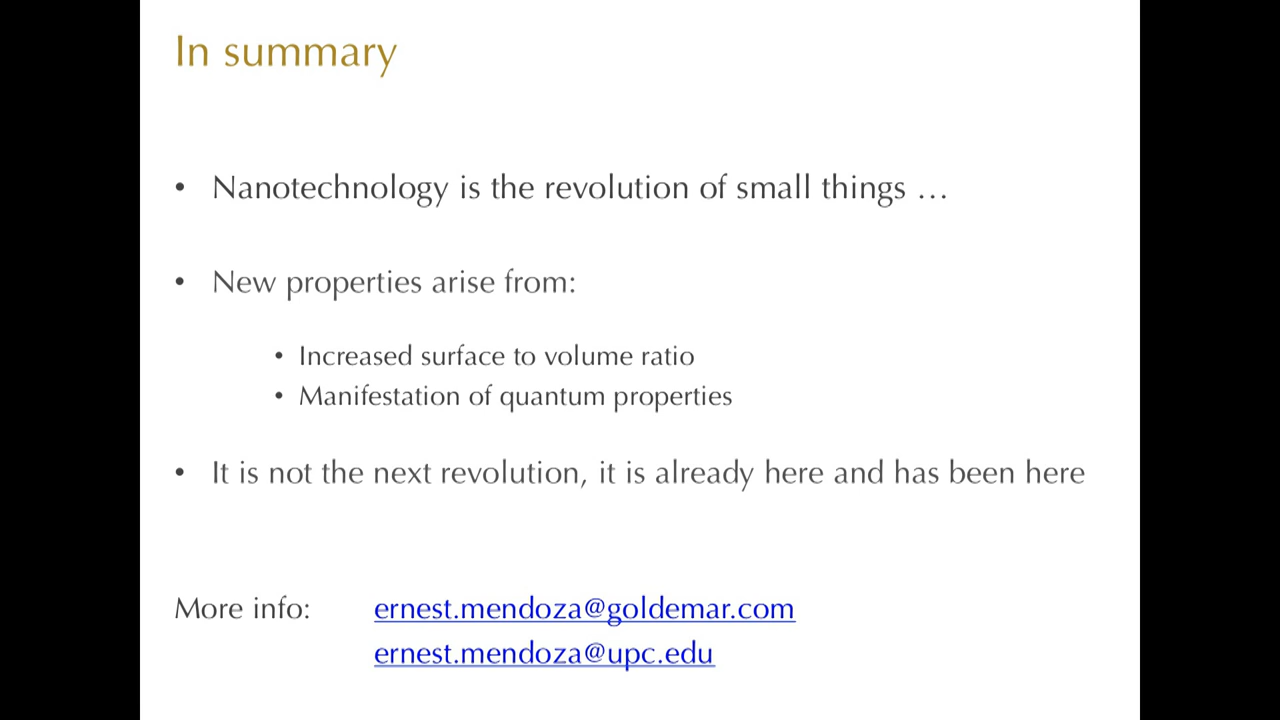 In summary
• Nanotechnology is the revolution of small things …
• New properties arise from:
• Increased surface to volume ratio
• Manifestation of quantum properties
• It is not the next revolution, it is already here and has been here
More info: ernest.mendoza@goldemar.com
ernest.mendoza@upc.edu